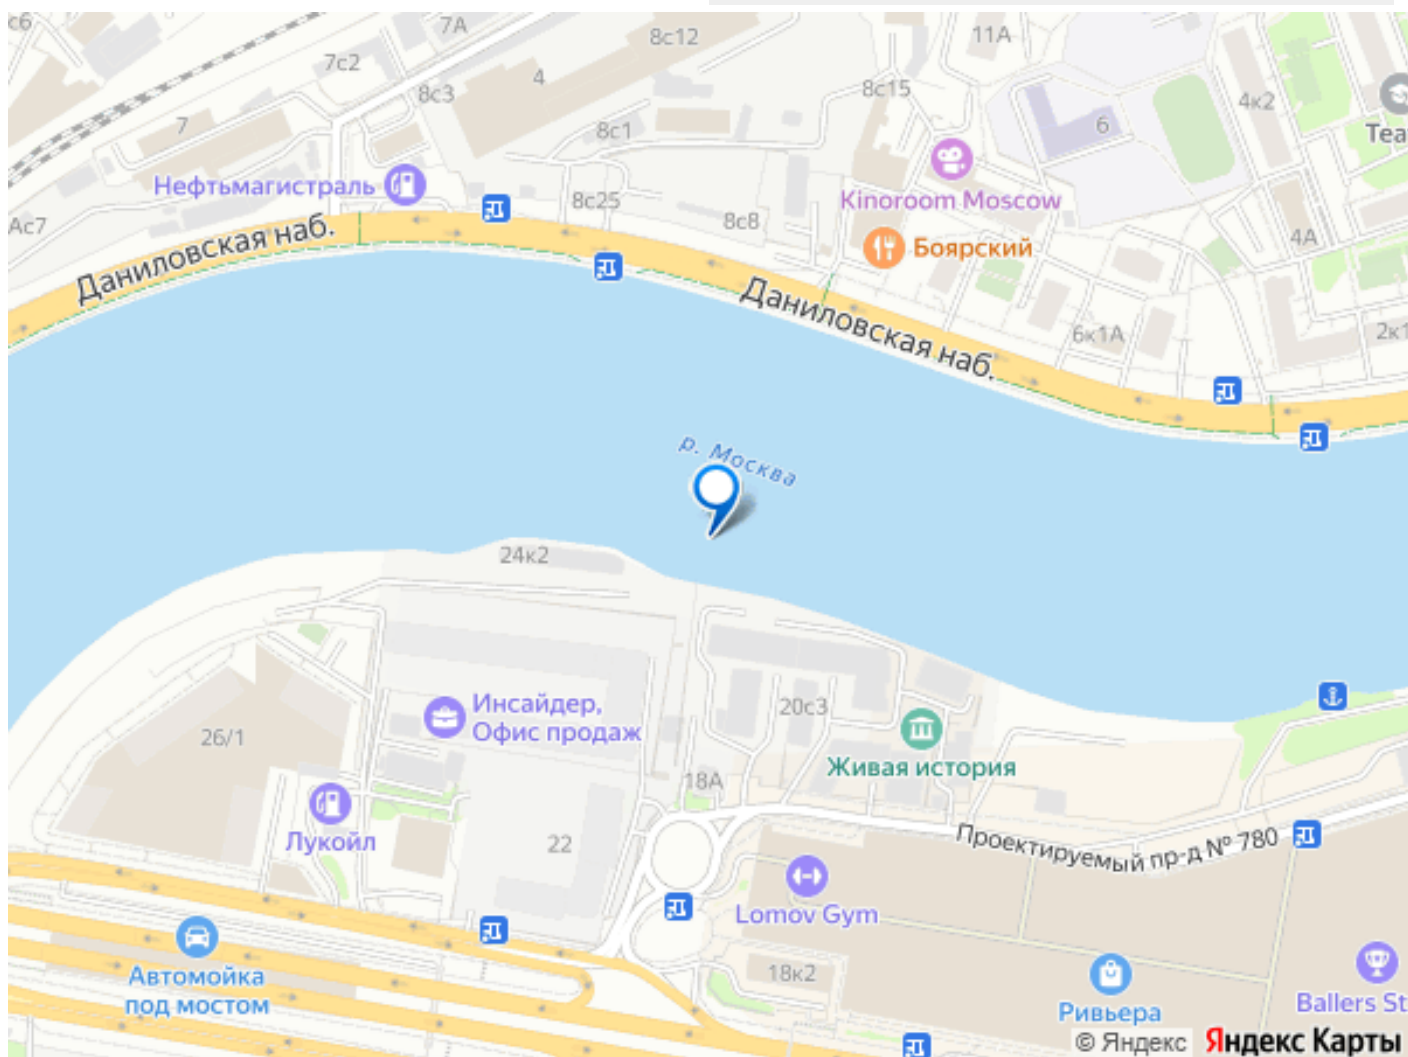 с6
7А
8с12
11А
7с2
4
8с3
8с15
4к2
7
8с1
6
Теа
Нефтьмагистраль
Kinoroom Moscow
8с25
8с8
Ас7
4А
Даниловская наб.
Боярский
Даниловская наб.
6к1А
2к1
р. Москва
24к2
Инсайдер,
Офис продаж
20с3
26/1
Живая история
18А
Лукойл
22
Проектируемый пр-д № 780
Lomov Gym
Автомойка
под мостом
18к2
Ривьера
Ballers St
© Яндекс Яндекс Карты